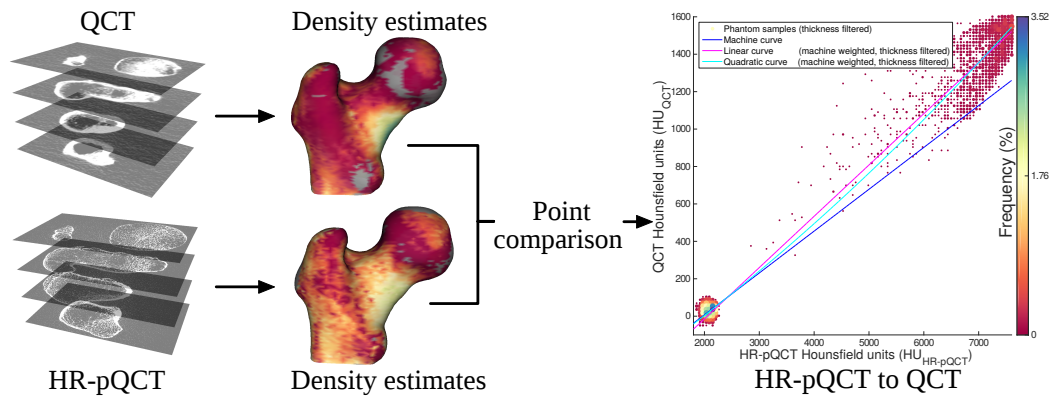 QCT
Density estimates
HR-pQCT
Density estimates
Point
comparison
1600
1400
1200
1000
800
600
400
200
0
QCT Hounsfield units (HU_QCT)
Phantom samples (thickness filtered)
Machine curve
Linear curve (machine weighted, thickness filtered)
Quadratic curve (machine weighted, thickness filtered)
2000 3000 4000 5000 6000 7000
HR-pQCT Hounsfield units (HU_HR-pQCT)
3.52
1.76
0
Frequency (%)
HR-pQCT to QCT